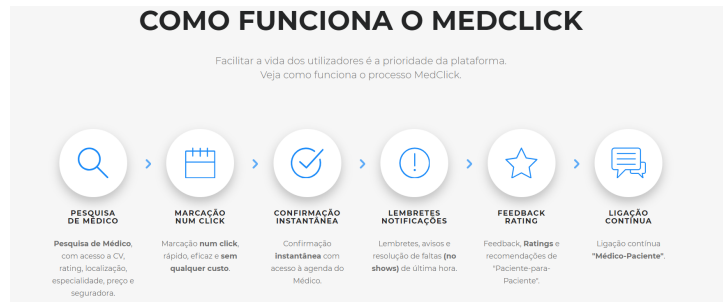 COMO FUNCIONA O MEDCLICK
Facilitar a vida dos utilizadores é a prioridade da plataforma.
Veja como funciona o processo MedClick.
PESQUISA
DE MÉDICO
Pesquisa de Médico,
com acesso a CV,
rating, localização,
especialidade, preço e
seguradora.
MARCAÇÃO
NUM CLICK
Marcação num click,
rápido, eficaz e sem
qualquer custo.
CONFIRMAÇÃO
INSTANTÂNEA
Confirmação
instantânea com
acesso à agenda do
Médico.
LEMBRETES
NOTIFICAÇÕES
Lembretes, avisos e
resolução de faltas (no
shows) de última hora.
FEEDBACK
RATING
Feedback, Ratings e
recomendações de
"Paciente-para-
Paciente".
LIGAÇÃO
CONTÍNUA
Ligação contínua
"Médico-Paciente".